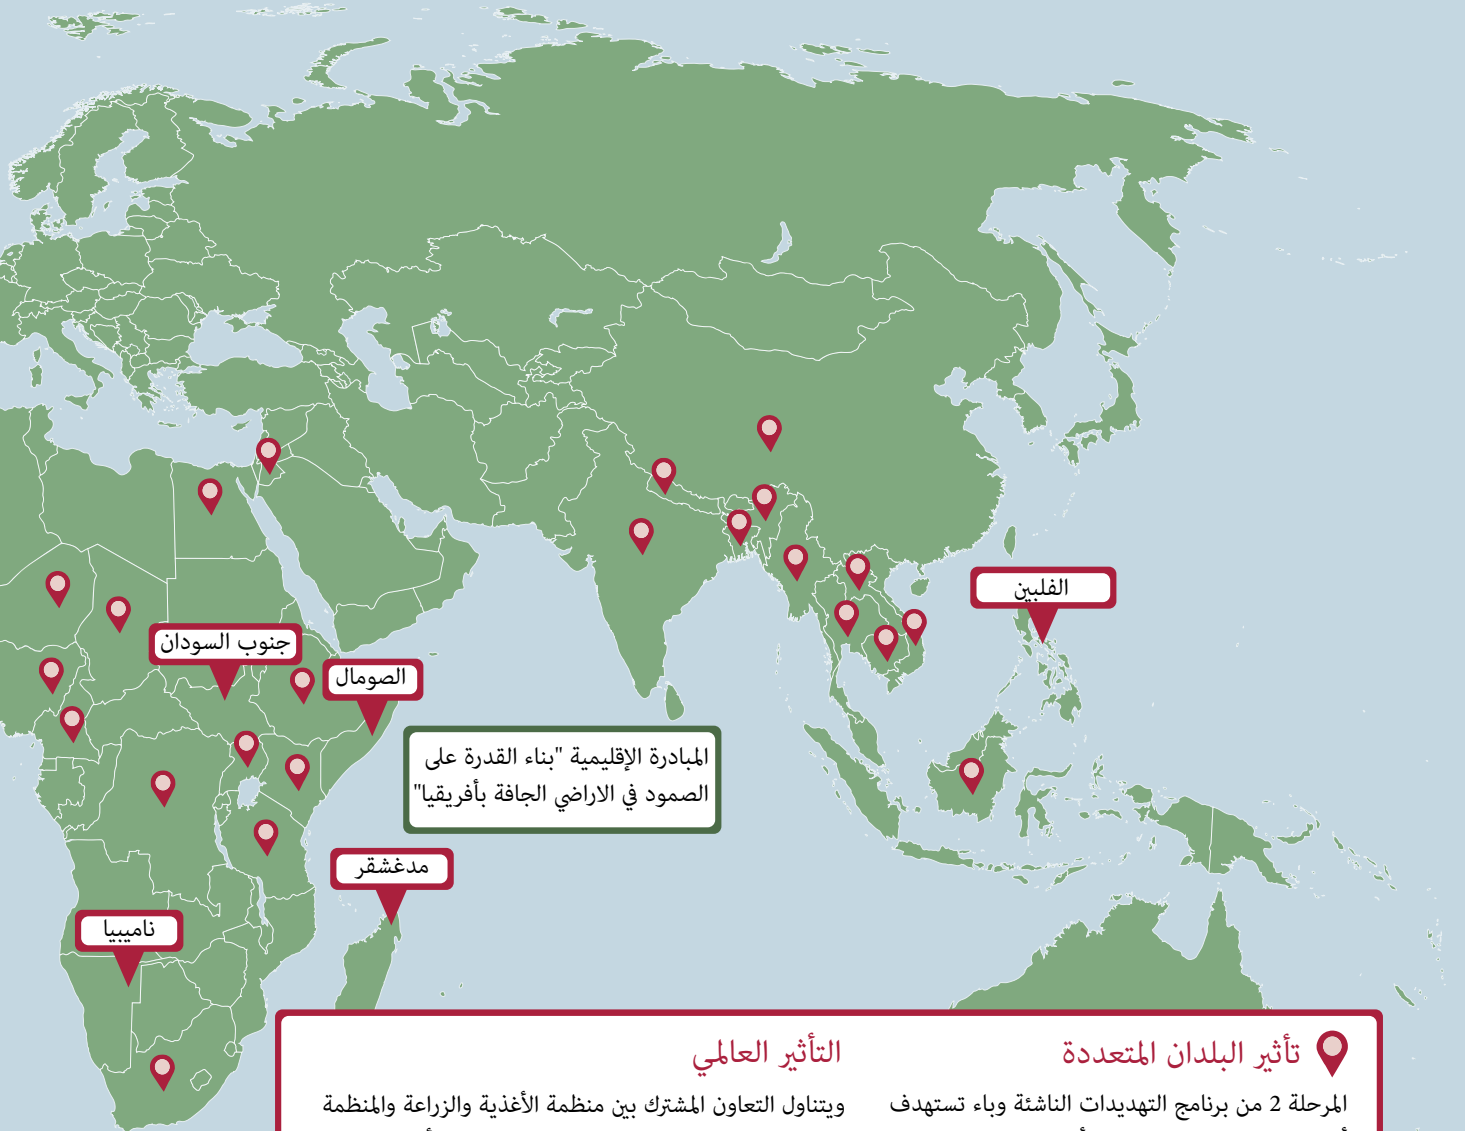 الفلبين
جنوب السودان
الصومال
المبادرة الإقليمية "بناء القدرة على
الصمود في الاراضي الجافة بأفريقيا"
مدغشقر
ناميبيا
تأثير البلدان المتعددة
المرحلة 2 من برنامج التهديدات الناشئة وباء تستهدف
التأثير العالمي
ويتناول التعاون المشترك بين منظمة الأغذية والزراعة والمنظمة